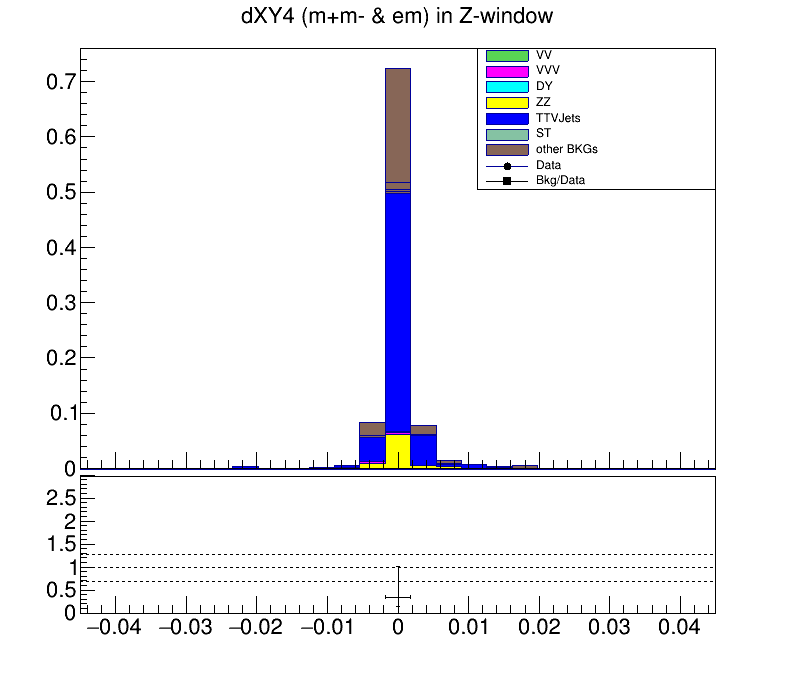 dXY4 (m+m- & em) in Z-window
VV
VVV
DY
ZZ
TTVJets
ST
other BKGs
Data
Bkg/Data
0.7
0.6
0.5
0.4
0.3
0.2
0.1
0
2.5
2
1.5
1
0.5
0
−0.04 −0.03 −0.02 −0.01 0 0.01 0.02 0.03 0.04